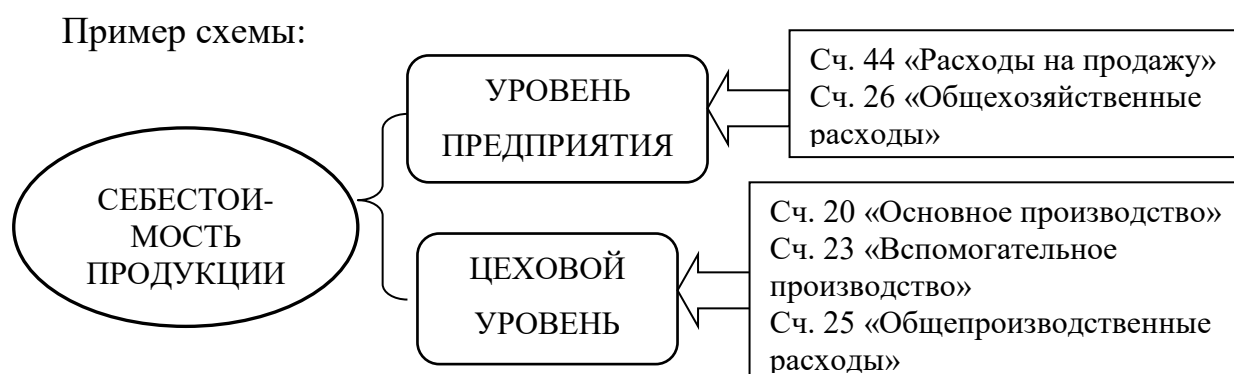 Пример схемы:
СЕБЕСТОИ-
МОСТЬ
ПРОДУКЦИИ
УРОВЕНЬ
ПРЕДПРИЯТИЯ
Сч. 44 «Расходы на продажу»
Сч. 26 «Общехозяйственные
расходы»
ЦЕХОВОЙ
УРОВЕНЬ
Сч. 20 «Основное производство»
Сч. 23 «Вспомогательное
производство»
Сч. 25 «Общепроизводственные
расходы»